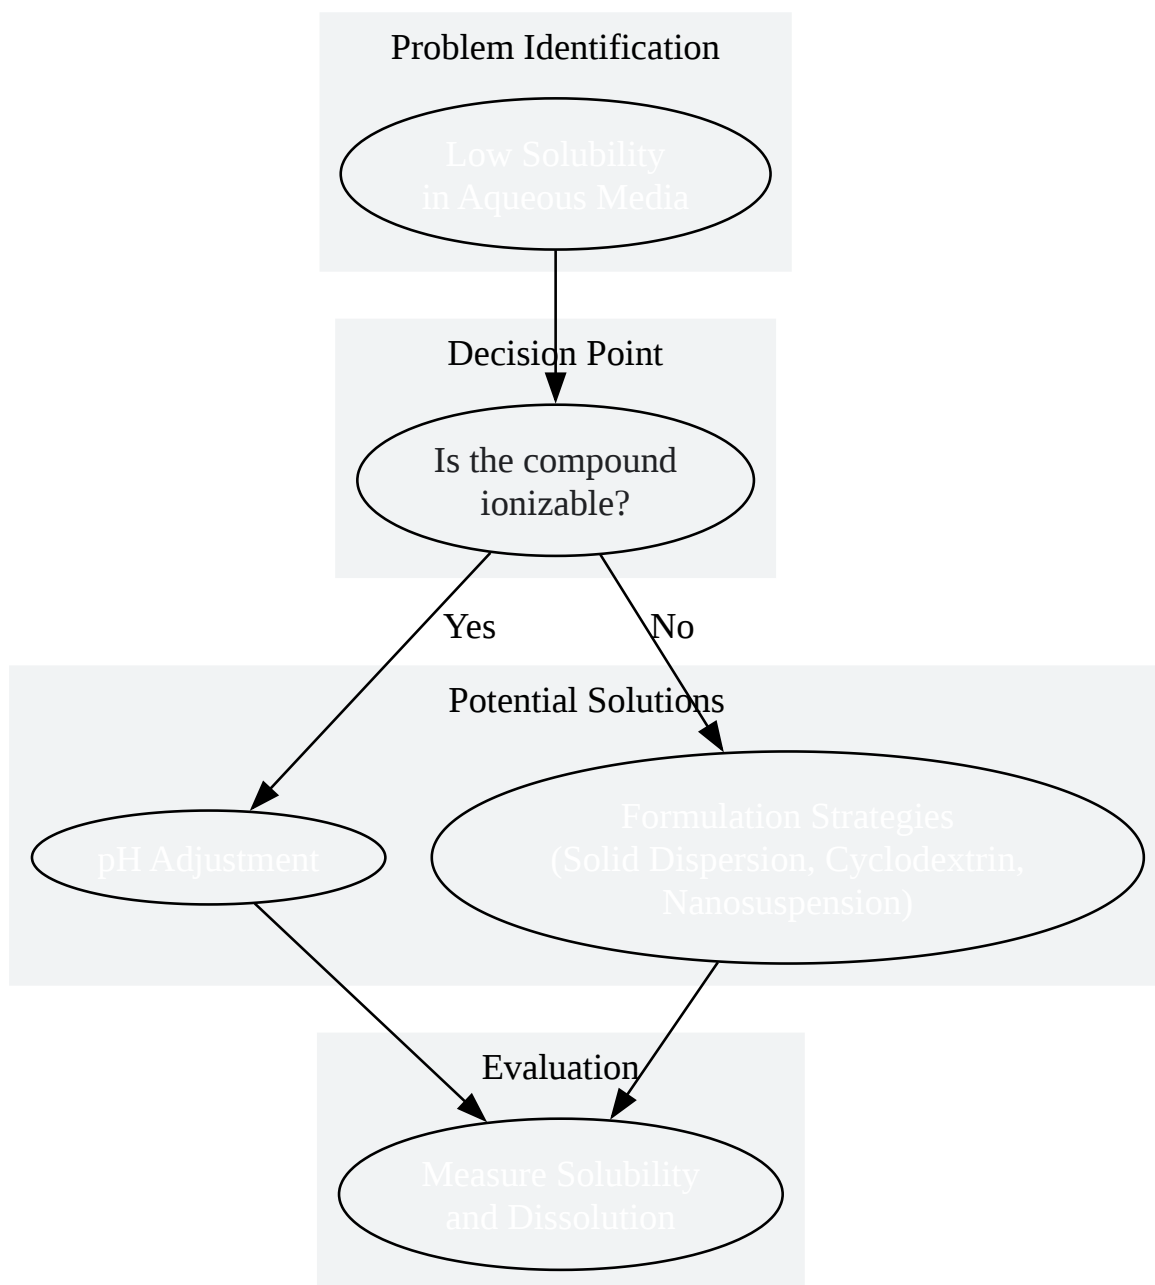 Problem Identification
Low Solubility
in Aqueous Media
Decision Point
Is the compound
ionizable?
Yes
No
Potential Solutions
pH Adjustment
Formulation Strategies
(Solid Dispersion, Cyclodextrin,
Nanosuspension)
Evaluation
Measure Solubility
and Dissolution